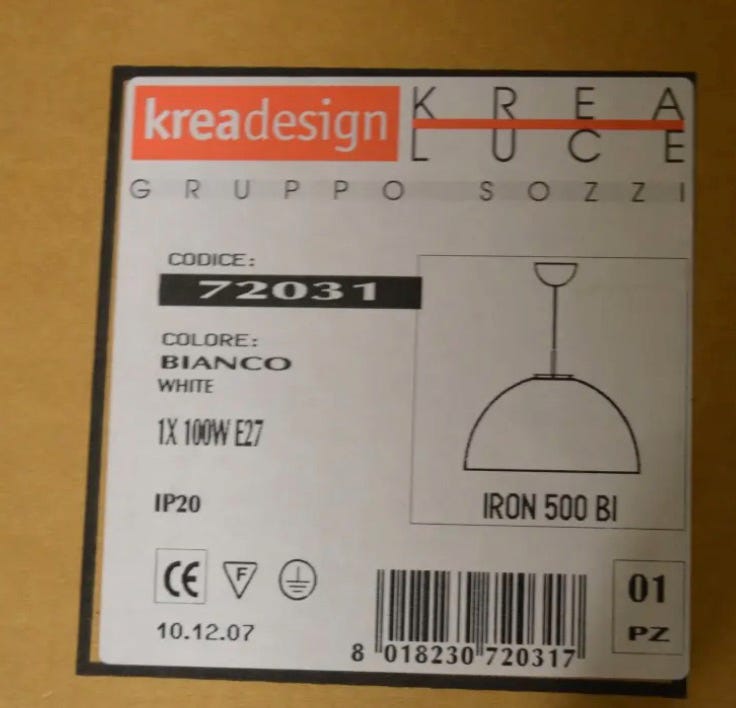 kreadesign
KREA
LUCE
GRUPPO SOZZI
CODICE:
72031
COLORE:
BIANCO
WHITE
1X 100W E27
IP20
IRON 500 BI
CE F
10.12.07
8 018230 720317
01
PZ